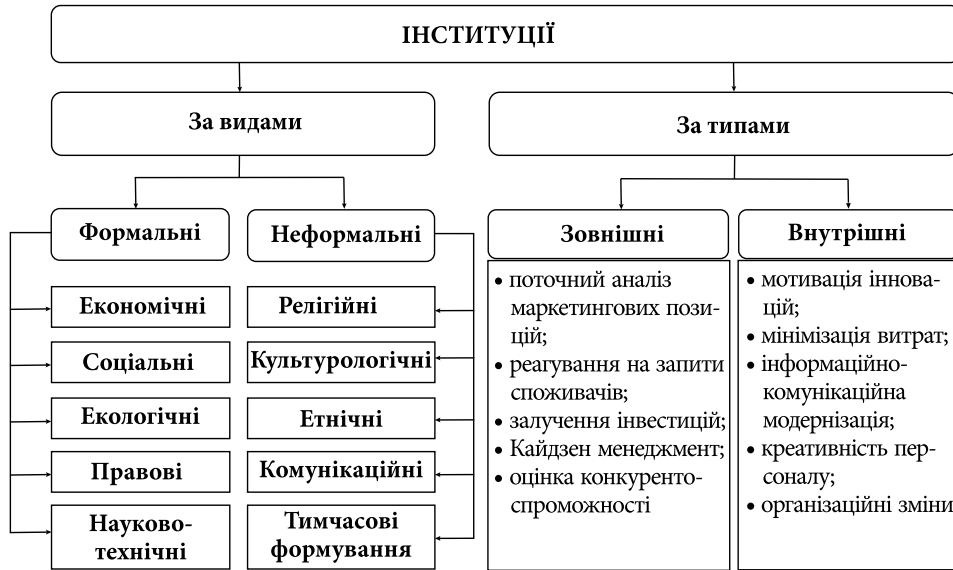 ІНСТИТУЦІЇ
За видами
За типами
Формальні
Неформальні
Зовнішні
Внутрішні
Економічні
Соціальні
Екологічні
Правові
Науково-
технічні
Релігійні
Культурологічні
Етнічні
Комунікаційні
Тимчасові
формування
• поточний аналіз
маркетингових пози-
цій;
• реагування на запити
споживачів;
• залучення інвестицій;
• Кайдзен менеджмент;
• оцінка конкуренто-
спроможності
• мотивація іннова-
цій;
• мінімізація витрат;
• інформаційно-
комунікаційна
модернізація;
• креативність пер-
соналу;
• організаційні зміни